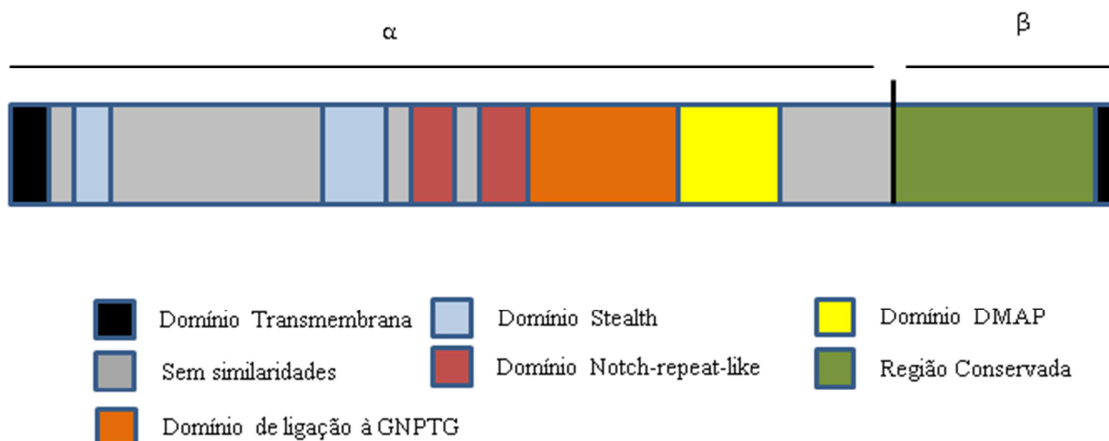 α
β
Domínio Transmembrana
Domínio Stealth
Domínio DMAP
Sem similaridades
Domínio Notch-repeat-like
Região Conservada
Domínio de ligação à GNPTG